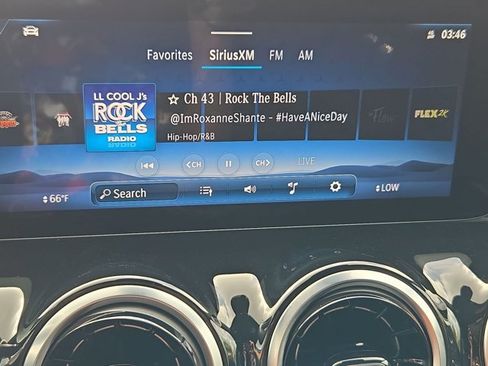 03:46
Favorites SiriusXM FM AM
LL COOL J's
ROCK
THE
BELLS
RADIO
☆ Ch 43 | Rock The Bells
@ImRoxanneShante - #HaveANiceDay
Hip-Hop/R&B
Flow
FLEX2K
CH CH LIVE
Search
66°F
LOW